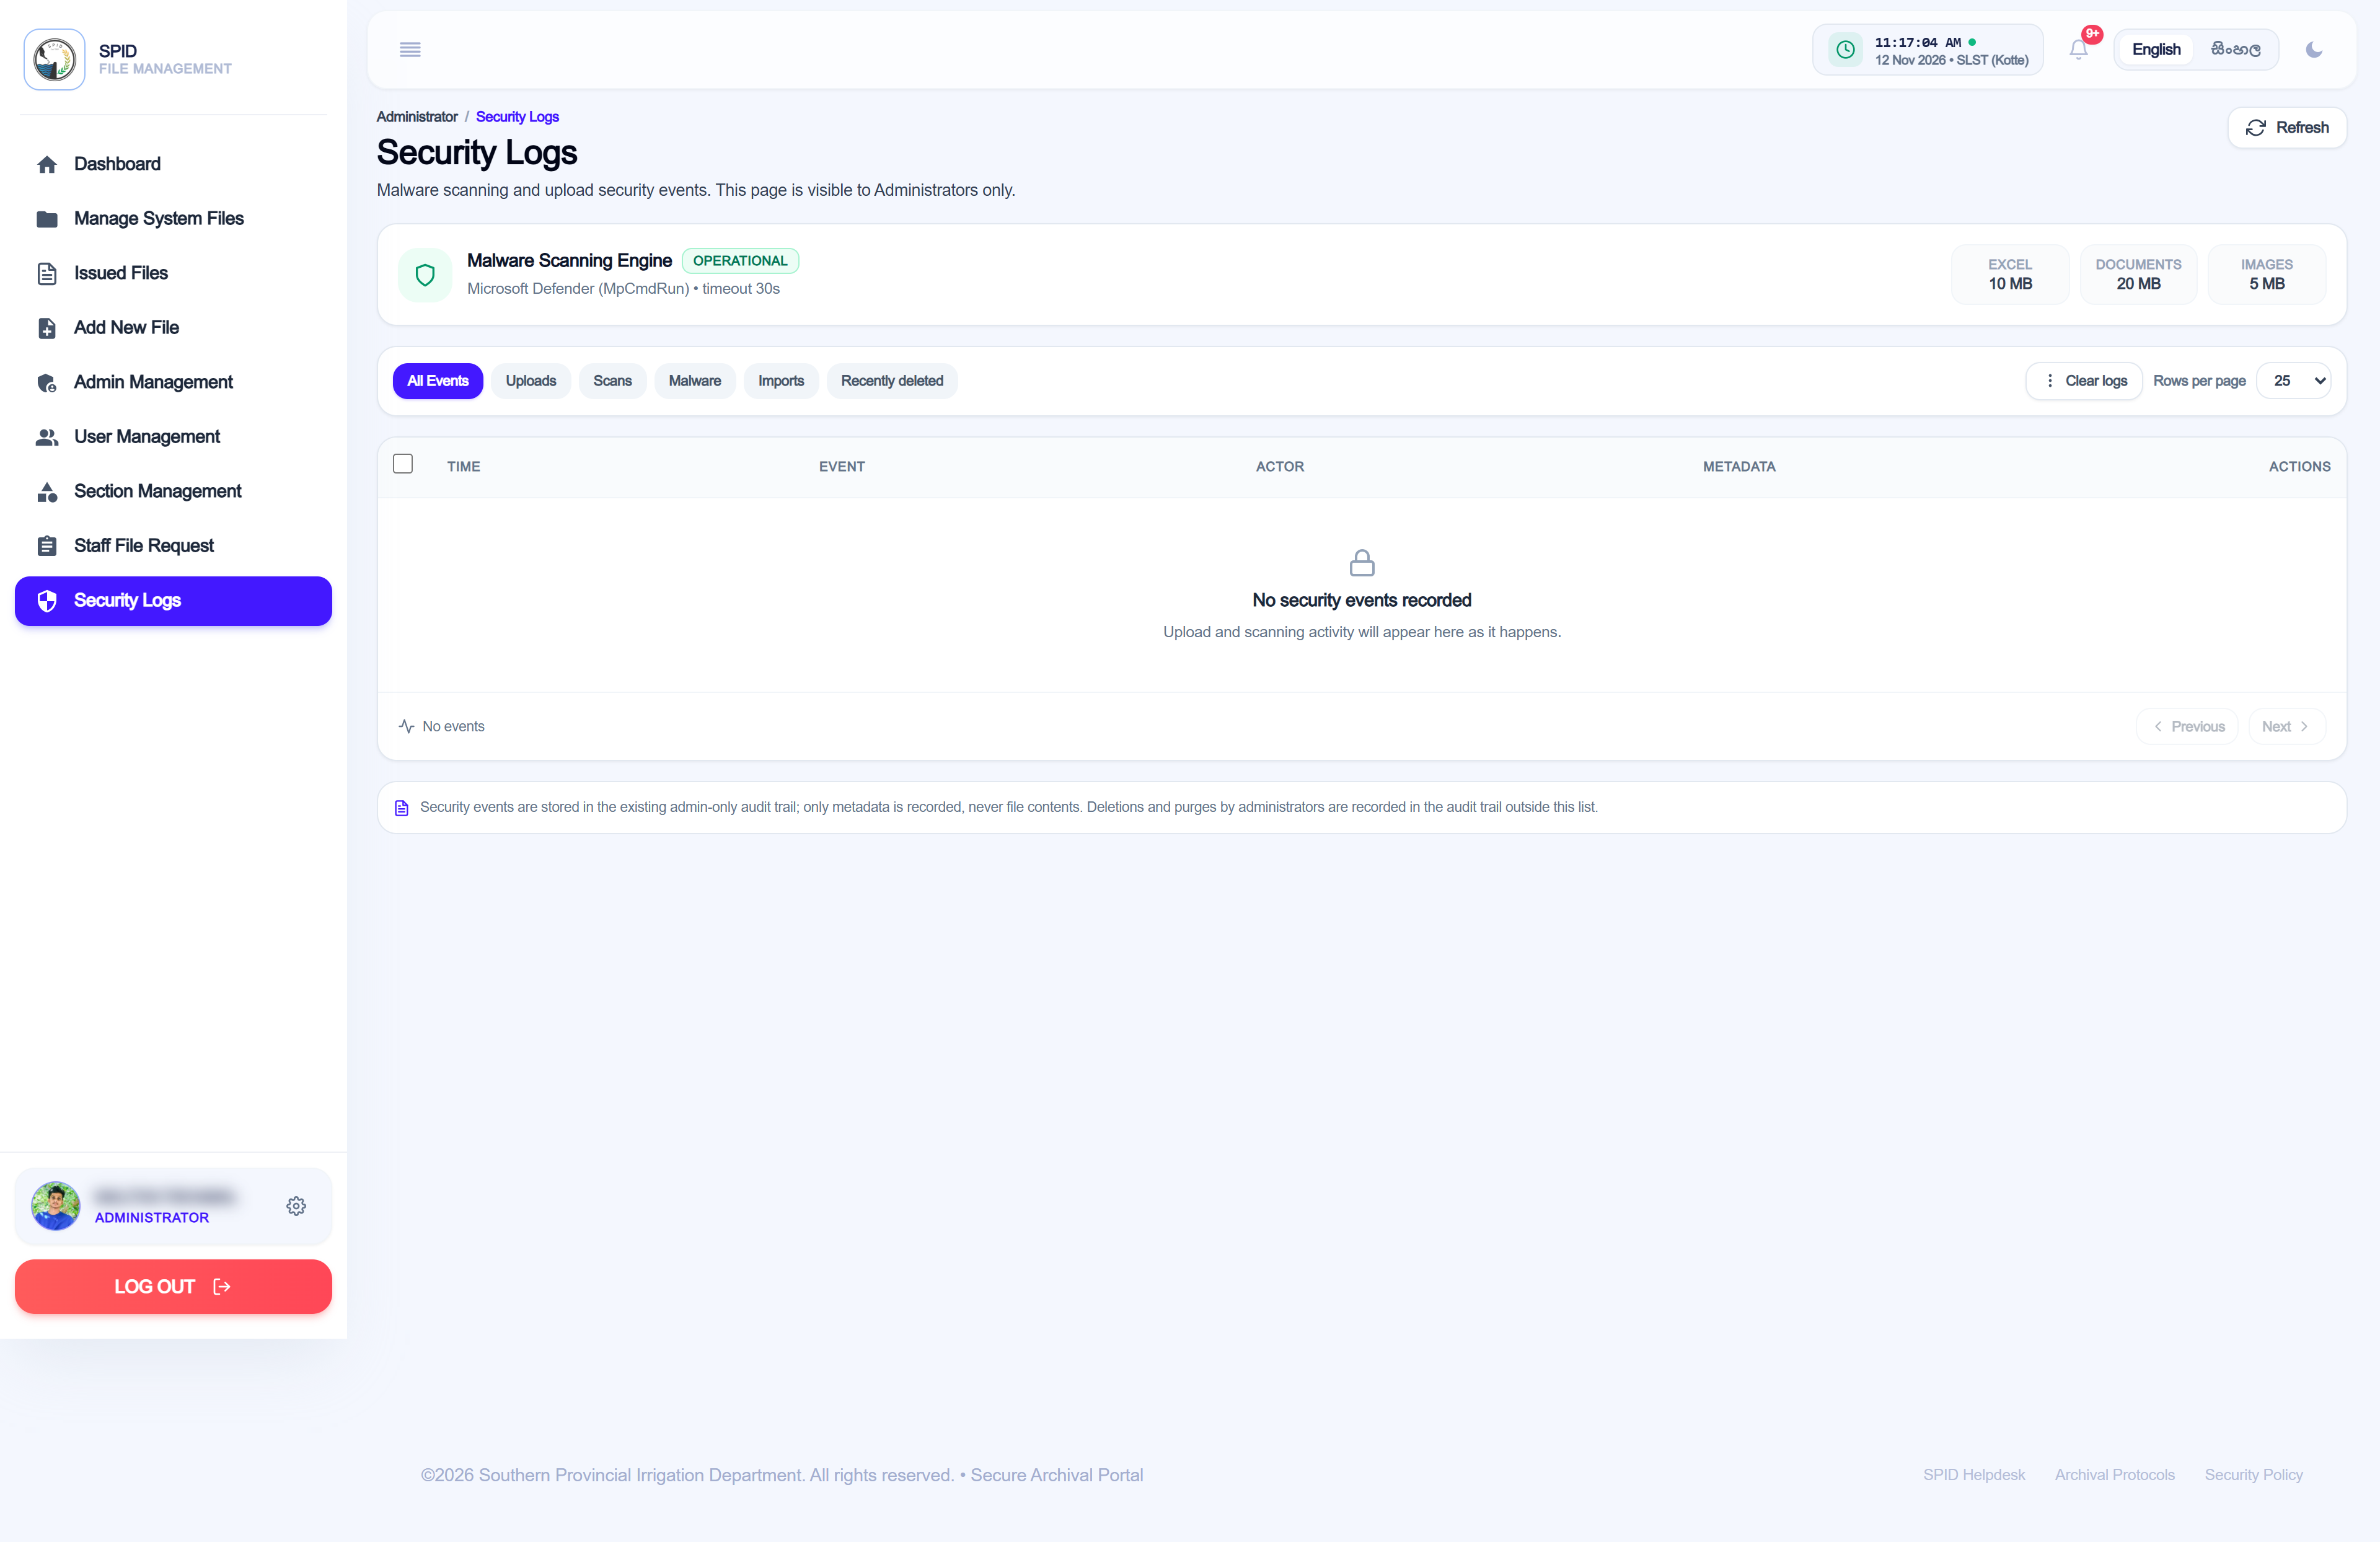 SPID
FILE MANAGEMENT
Dashboard
Manage System Files
Issued Files
Add New File
Admin Management
User Management
Section Management
Staff File Request
Security Logs
ADMINISTRATOR
LOG OUT
11:17:04 AM
12 Nov 2026 • SLST (Kotte)
9+
English
සිංහල
Administrator / Security Logs
Refresh
Security Logs
Malware scanning and upload security events. This page is visible to Administrators only.
Malware Scanning Engine OPERATIONAL
Microsoft Defender (MpCmdRun) • timeout 30s
EXCEL
10 MB
DOCUMENTS
20 MB
IMAGES
5 MB
All Events
Uploads
Scans
Malware
Imports
Recently deleted
Clear logs
Rows per page
25
TIME
EVENT
ACTOR
METADATA
ACTIONS
No security events recorded
Upload and scanning activity will appear here as it happens.
No events
Previous
Next
Security events are stored in the existing admin-only audit trail; only metadata is recorded, never file contents. Deletions and purges by administrators are recorded in the audit trail outside this list.
©2026 Southern Provincial Irrigation Department. All rights reserved. • Secure Archival Portal
SPID Helpdesk
Archival Protocols
Security Policy